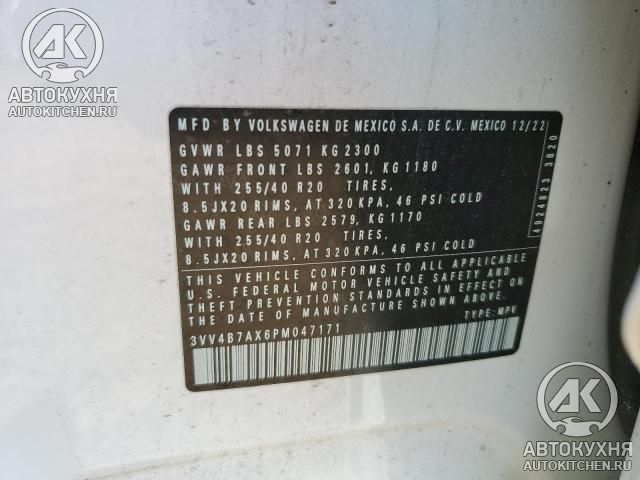 AK
АВТОКУХНЯ
AUTOKITCHEN.RU
MFD BY VOLKSWAGEN DE MEXICO S.A. DE C.V. MEXICO 12/22
GVWR LBS 5071 KG 2300
GAWR FRONT LBS 2601, KG 1180
WITH 255/40 R20 TIRES,
8.5JX20 RIMS, AT 320 KPA, 46 PSI COLD
GAWR REAR LBS 2579, KG 1170
WITH 255/40 R20 TIRES,
8.5JX20 RIMS, AT 320 KPA, 46 PSI COLD
THIS VEHICLE CONFORMS TO ALL APPLICABLE
U.S. FEDERAL MOTOR VEHICLE SAFETY AND
THEFT PREVENTION STANDARDS IN EFFECT ON
THE DATE OF MANUFACTURE SHOWN ABOVE.
3VV4B7AX6PM047171
TYPE: MPV
4924823 3820
AK
АВТОКУХНЯ
AUTOKITCHEN.RU